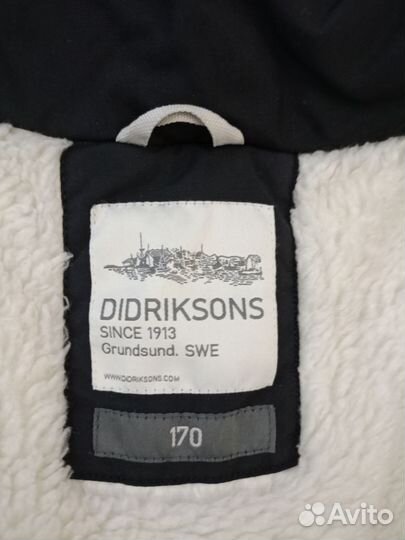 DIDRIKSONS
SINCE 1913
Grundsund. SWE
WWW.DIDRIKSONS.COM
170
Avito